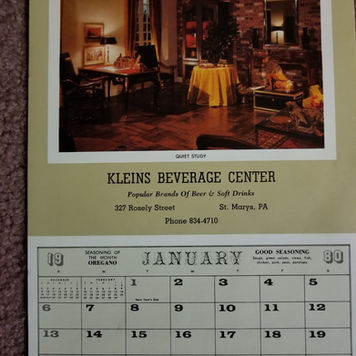 QUIET STUDY
KLEINS BEVERAGE CENTER
Popular Brands Of Beer & Soft Drinks
327 Rosely Street St. Marys, PA
Phone 834-4710
19 SEASONING OF THE MONTH OREGANO JANUARY GOOD SEASONING 80
DECEMBER FEBRUARY 1 2 3 4 5
New Year's Day
6 7 8 9 10 11 12
13 14 15 16 17 18 19